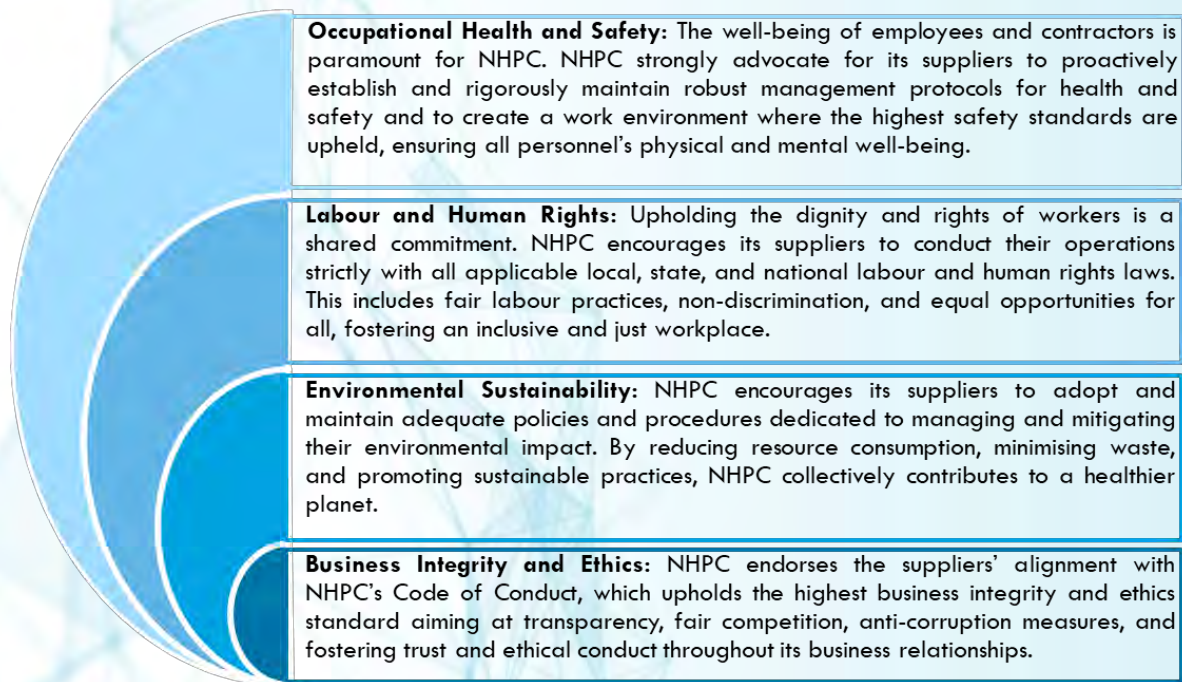 Occupational Health and Safety: The well-being of employees and contractors is
paramount for NHPC. NHPC strongly advocate for its suppliers to proactively
establish and rigorously maintain robust management protocols for health and
safety and to create a work environment where the highest safety standards are
upheld, ensuring all personnel's physical and mental well-being.
Labour and Human Rights: Upholding the dignity and rights of workers is a
shared commitment. NHPC encourages its suppliers to conduct their operations
strictly with all applicable local, state, and national labour and human rights laws.
This includes fair labour practices, non-discrimination, and equal opportunities for
all, fostering an inclusive and just workplace.
Environmental Sustainability: NHPC encourages its suppliers to adopt and
maintain adequate policies and procedures dedicated to managing and mitigating
their environmental impact. By reducing resource consumption, minimising waste,
and promoting sustainable practices, NHPC collectively contributes to a healthier
planet.
Business Integrity and Ethics: NHPC endorses the suppliers' alignment with
NHPC's Code of Conduct, which upholds the highest business integrity and ethics
standard aiming at transparency, fair competition, anti-corruption measures, and
fostering trust and ethical conduct throughout its business relationships.